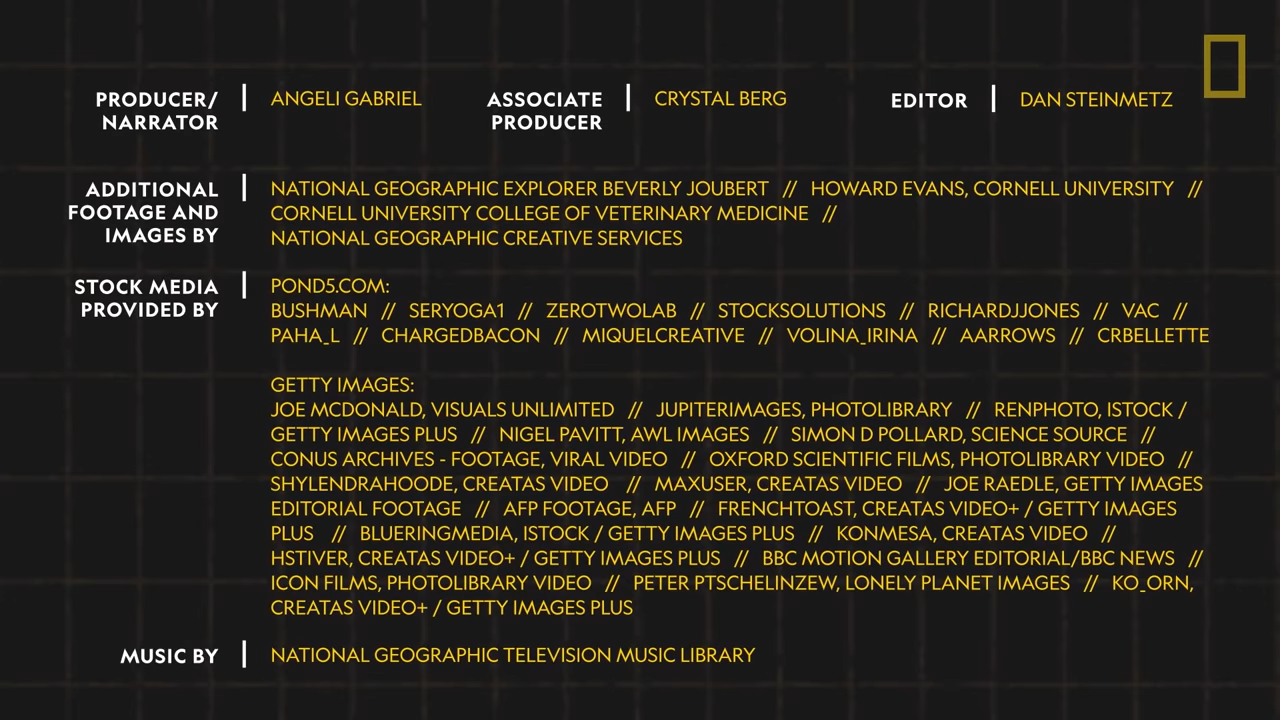 PRODUCER/ NARRATOR | ANGELI GABRIEL
ASSOCIATE PRODUCER | CRYSTAL BERG
EDITOR | DAN STEINMETZ
ADDITIONAL FOOTAGE AND IMAGES BY |
NATIONAL GEOGRAPHIC EXPLORER BEVERLY JOUBERT // HOWARD EVANS, CORNELL UNIVERSITY //
CORNELL UNIVERSITY COLLEGE OF VETERINARY MEDICINE //
NATIONAL GEOGRAPHIC CREATIVE SERVICES
STOCK MEDIA PROVIDED BY |
POND5.COM:
BUSHMAN // SERYOGA1 // ZEROTWOLAB // STOCKSOLUTIONS // RICHARDJJONES // VAC //
PAHA_L // CHARGEDBACON // MIQUELCREATIVE // VOLINA_IRINA // AARROWS // CRBELLETTE
GETTY IMAGES:
JOE MCDONALD, VISUALS UNLIMITED // JUPITERIMAGES, PHOTOLIBRARY // RENPHOTO, ISTOCK /
GETTY IMAGES PLUS // NIGEL PAVITT, AWL IMAGES // SIMON D POLLARD, SCIENCE SOURCE //
CONUS ARCHIVES - FOOTAGE, VIRAL VIDEO // OXFORD SCIENTIFIC FILMS, PHOTOLIBRARY VIDEO //
SHYLENDRAHOODE, CREATAS VIDEO // MAXUSER, CREATAS VIDEO // JOE RAEDLE, GETTY IMAGES
EDITORIAL FOOTAGE // AFP FOOTAGE, AFP // FRENCHTOAST, CREATAS VIDEO+ / GETTY IMAGES
PLUS // BLUERINGMEDIA, ISTOCK / GETTY IMAGES PLUS // KONMESA, CREATAS VIDEO //
HSTIVER, CREATAS VIDEO+ / GETTY IMAGES PLUS // BBC MOTION GALLERY EDITORIAL/BBC NEWS //
ICON FILMS, PHOTOLIBRARY VIDEO // PETER PTSCHELINZEW, LONELY PLANET IMAGES // KO_ORN,
CREATAS VIDEO+ / GETTY IMAGES PLUS
MUSIC BY | NATIONAL GEOGRAPHIC TELEVISION MUSIC LIBRARY